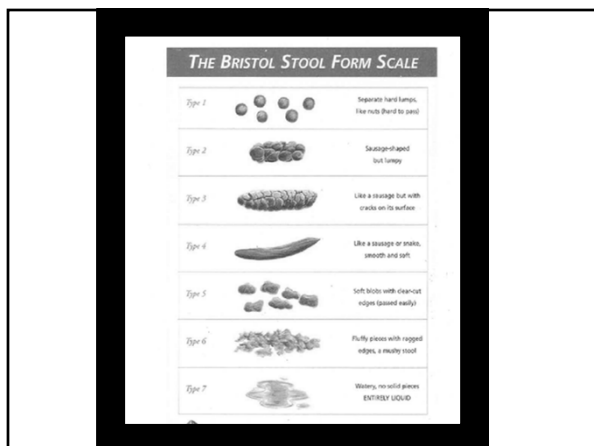 THE BRISTOL STOOL FORM SCALE
Type 1
Separate hard lumps,
like nuts (hard to pass)
Type 2
Sausage-shaped
but lumpy
Type 3
Like a sausage but with
cracks on its surface
Type 4
Like a sausage or snake,
smooth and soft
Type 5
Soft blobs with clear-cut
edges (passed easily)
Type 6
Fluffy pieces with ragged
edges, a mushy stool
Type 7
Watery, no solid pieces
ENTIRELY LIQUID